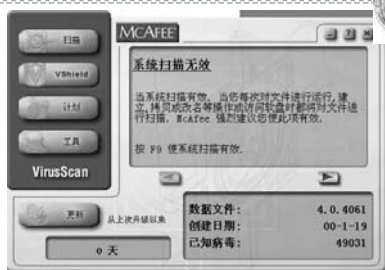 MCAFEE
扫描
VShield
计划
工具
VirusScan
系统扫描无效
当系统扫描有效，当您每次对文件进行运行，建
立，拷贝或改名等操作或访问软盘时都将对文件进
行扫描。McAfee 强烈建议您使此项有效。
按 F9 使系统扫描有效。
更新
从上次升级以来
0 天
数据文件： 4.0.4061
创建日期： 00-1-19
已知病毒： 49031